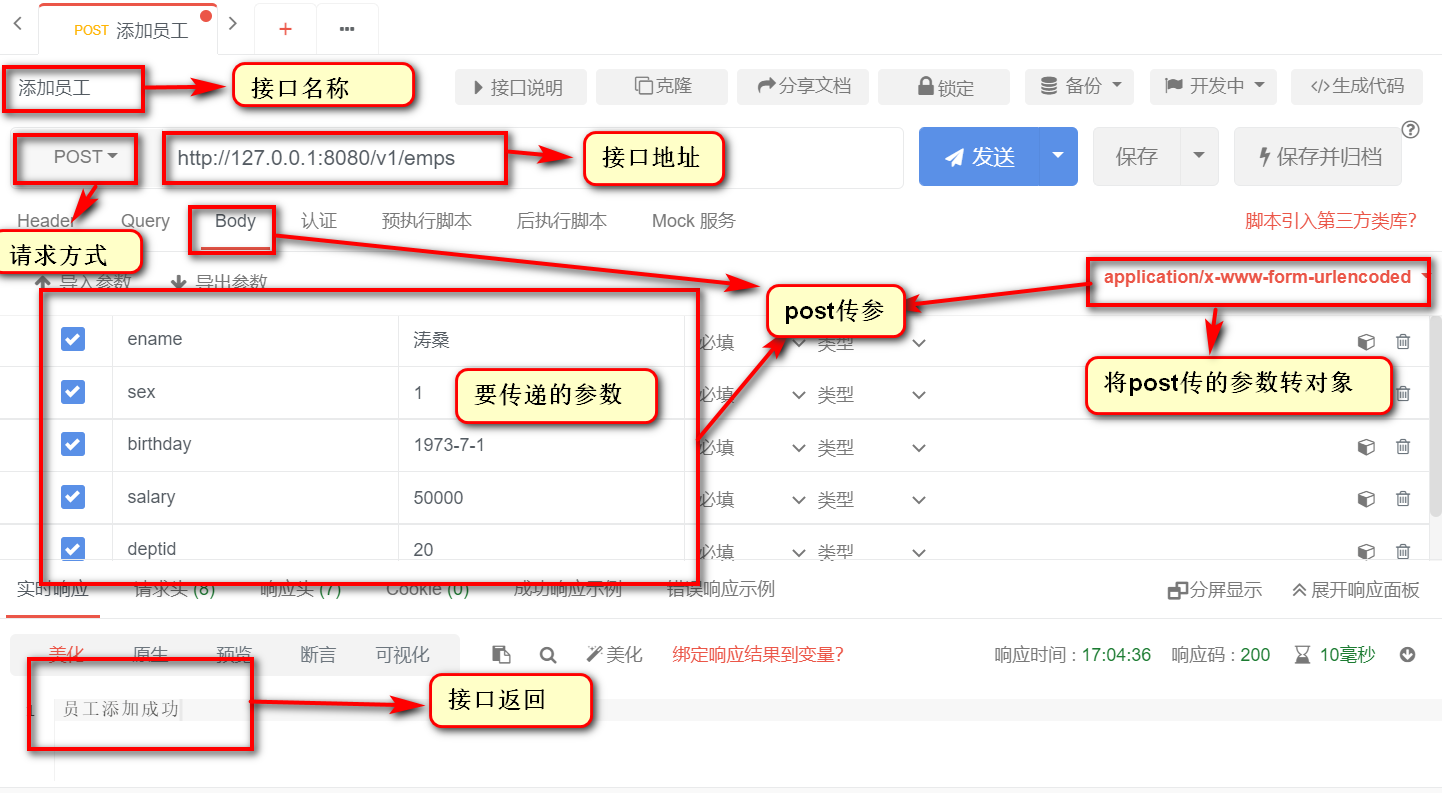 POST 添加员工
添加员工
接口名称
接口说明
克隆
分享文档
锁定
备份
开发中
</>生成代码
POST
http://127.0.0.1:8080/v1/emps
接口地址
发送
保存
保存并归档
Header
Query
Body
认证
预执行脚本
后执行脚本
Mock 服务
脚本引入第三方类库?
请求方式
导入参数
导出参数
application/x-www-form-urlencoded
post传参
ename
涛桑
必填
类型
将post传的参数转对象
sex
1
要传递的参数
必填
类型
birthday
1973-7-1
必填
类型
salary
50000
必填
类型
deptid
20
必填
类型
实时响应
请求头 (8)
响应头 (7)
Cookie (0)
成功响应示例
错误响应示例
分屏显示
展开响应面板
美化
原生
预览
断言
可视化
美化
绑定响应结果到变量?
响应时间 : 17:04:36
响应码 : 200
10毫秒
接口返回
1
员工添加成功